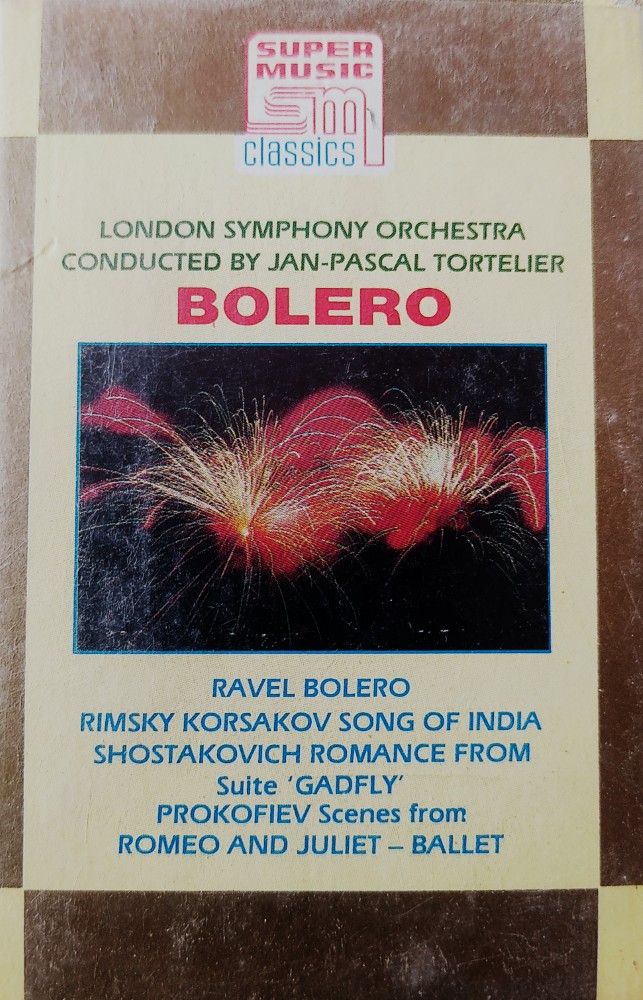 SUPER
MUSIC
sm
classics
LONDON SYMPHONY ORCHESTRA
CONDUCTED BY JAN-PASCAL TORTELIER
BOLERO
RAVEL BOLERO
RIMSKY KORSAKOV SONG OF INDIA
SHOSTAKOVICH ROMANCE FROM
Suite ‘GADFLY’
PROKOFIEV Scenes from
ROMEO AND JULIET – BALLET